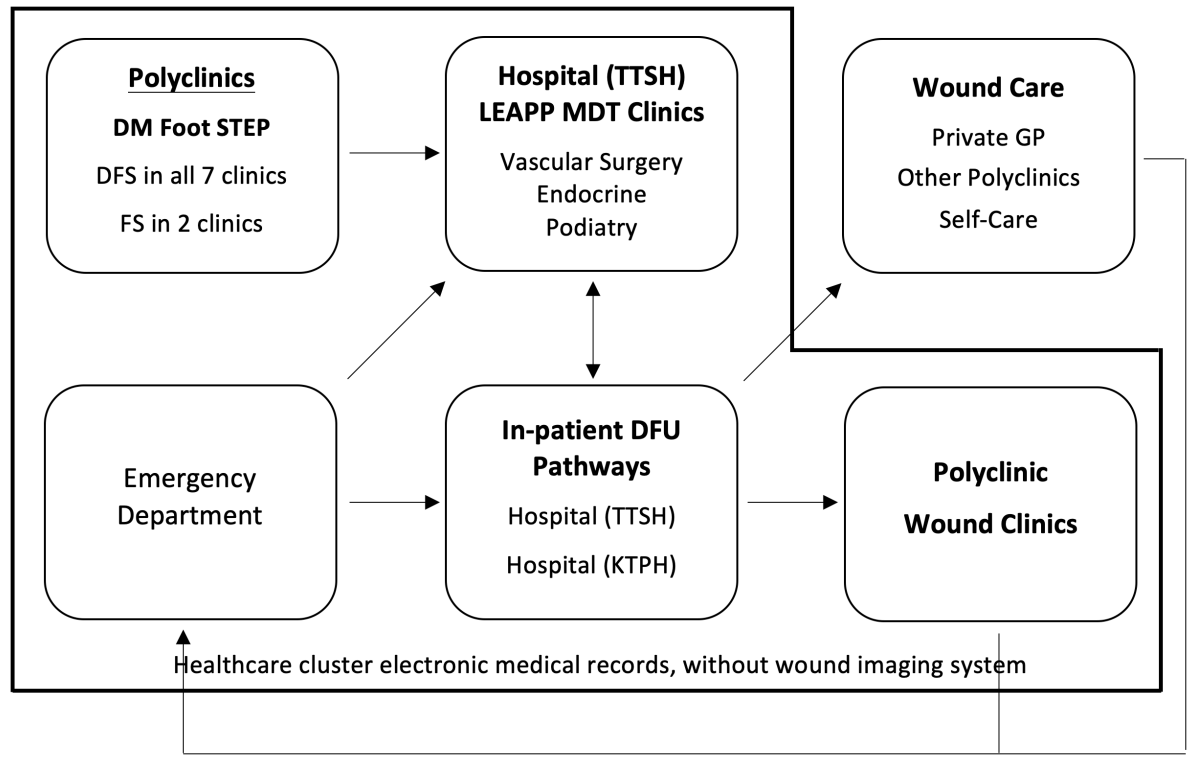 Polyclinics
DM Foot STEP
DFS in all 7 clinics
FS in 2 clinics
Hospital (TTSH)
LEAPP MDT Clinics
Vascular Surgery
Endocrine
Podiatry
Wound Care
Private GP
Other Polyclinics
Self-Care
Emergency
Department
In-patient DFU
Pathways
Hospital (TTSH)
Hospital (KTPH)
Polyclinic
Wound Clinics
Healthcare cluster electronic medical records, without wound imaging system